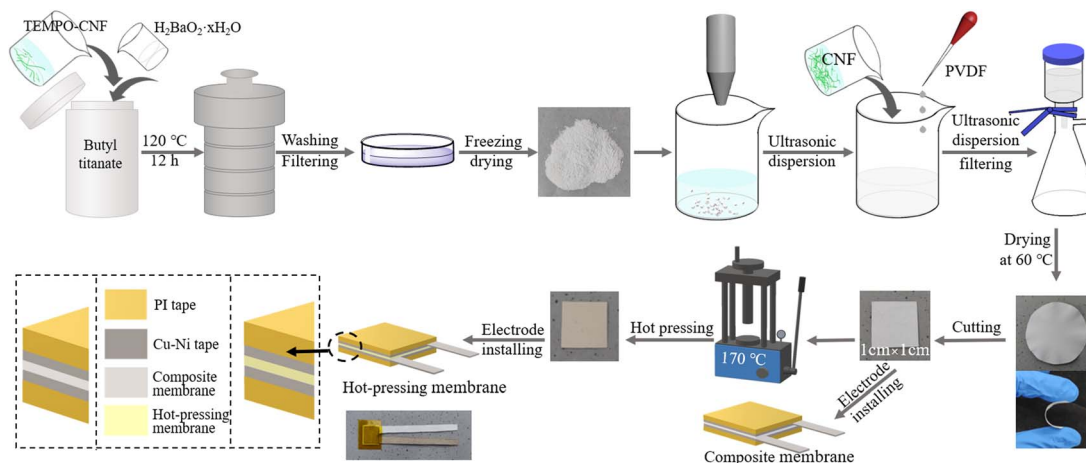 TEMPO-CNF
H₂BaO₂·xH₂O
Butyl
titanate
120 ℃
12 h
Washing
Filtering
Freezing
drying
Ultrasonic
dispersion
CNF
PVDF
Ultrasonic
dispersion
filtering
Drying
at 60 ℃
Cutting
1cm×1cm
170 ℃
Hot pressing
Electrode
installing
Electrode
installing
Composite membrane
Hot-pressing membrane
PI tape
Cu-Ni tape
Composite
membrane
Hot-pressing
membrane